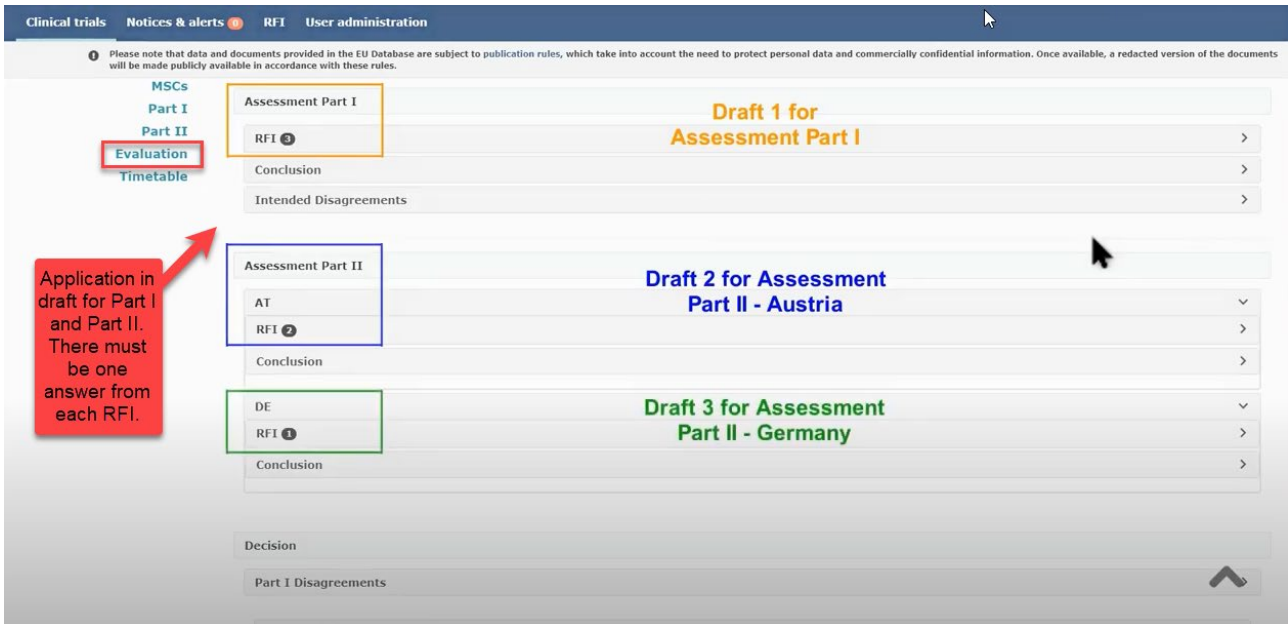 Clinical trials Notices & alerts 0 RFI User administration
Please note that data and documents provided in the EU Database are subject to publication rules, which take into account the need to protect personal data and commercially confidential information. Once available, a redacted version of the documents
will be made publicly available in accordance with these rules.
MSCs
Part I
Part II
Evaluation
Timetable
Application in
draft for Part I
and Part II.
There must
be one
answer from
each RFI.
Assessment Part I
RFI 3
Conclusion
Intended Disagreements
Draft 1 for
Assessment Part I
Assessment Part II
AT
RFI 2
Conclusion
Draft 2 for Assessment
Part II - Austria
DE
RFI 1
Conclusion
Draft 3 for Assessment
Part II - Germany
Decision
Part I Disagreements